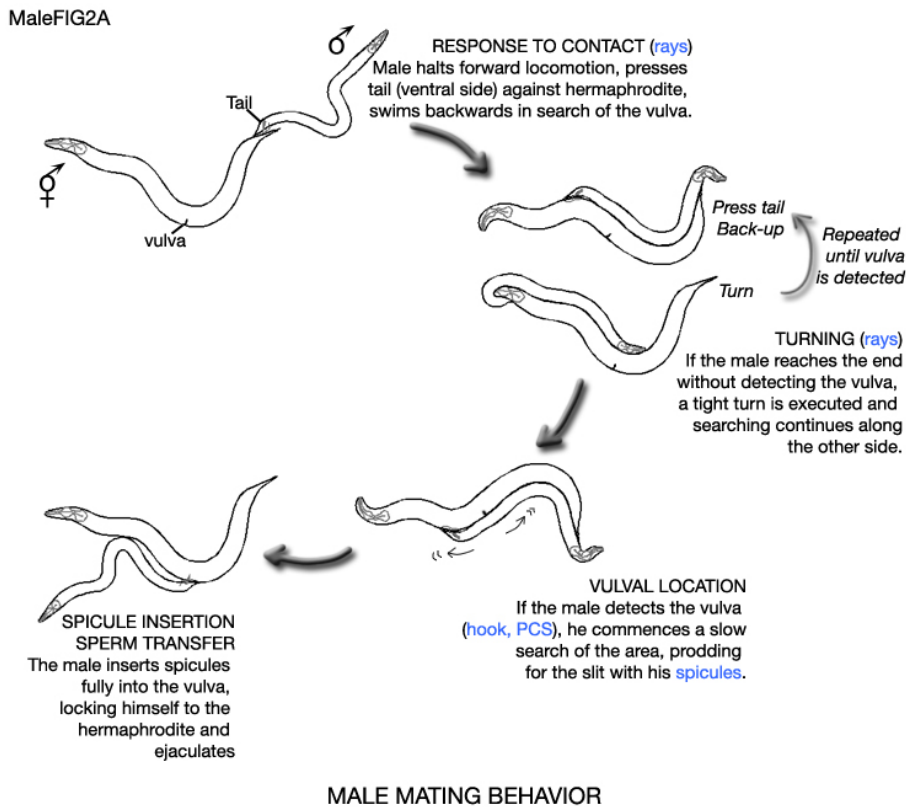 MaleFIG2A
RESPONSE TO CONTACT (rays)
Male halts forward locomotion, presses
tail (ventral side) against hermaphrodite,
swims backwards in search of the vulva.
Tail
vulva
Press tail
Back-up
Repeated
until vulva
is detected
Turn
TURNING (rays)
If the male reaches the end
without detecting the vulva,
a tight turn is executed and
searching continues along
the other side.
VULVAL LOCATION
If the male detects the vulva
(hook, PCS), he commences a slow
search of the area, prodding
for the slit with his spicules.
SPICULE INSERTION
SPERM TRANSFER
The male inserts spicules
fully into the vulva,
locking himself to the
hermaphrodite and
ejaculates
MALE MATING BEHAVIOR